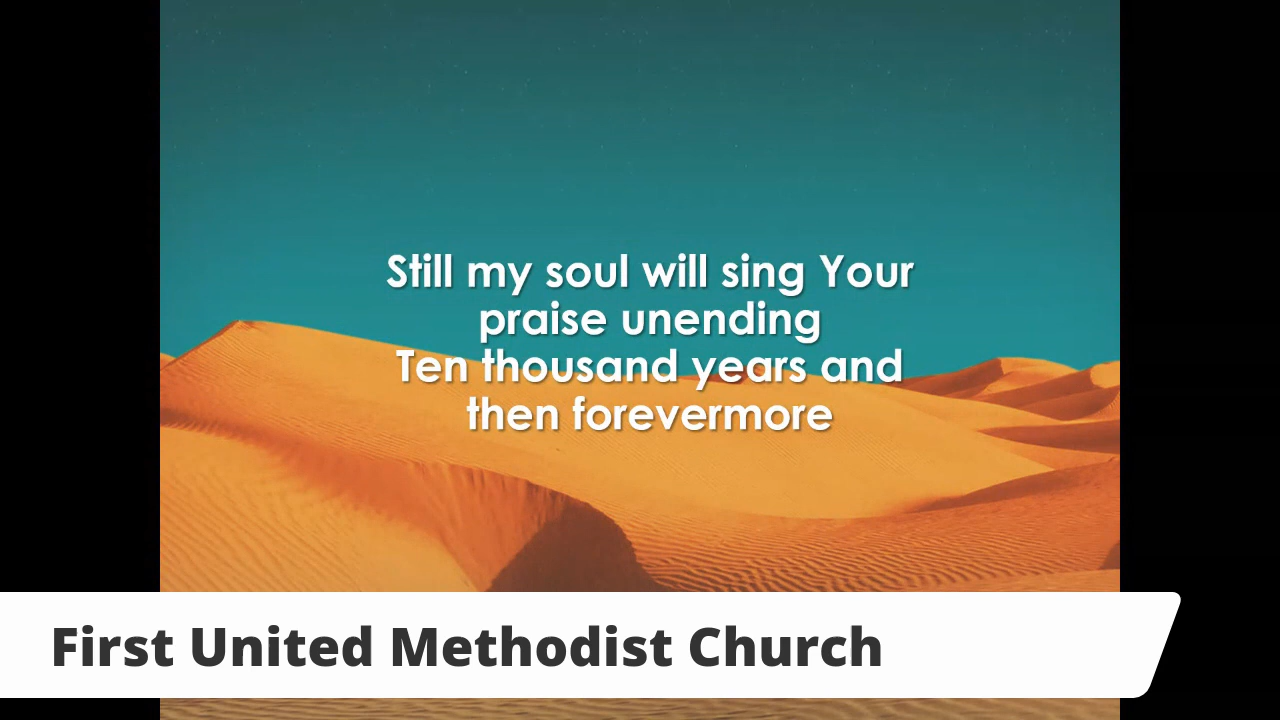 Still my soul will sing Your
praise unending
Ten thousand years and
then forevermore
First United Methodist Church